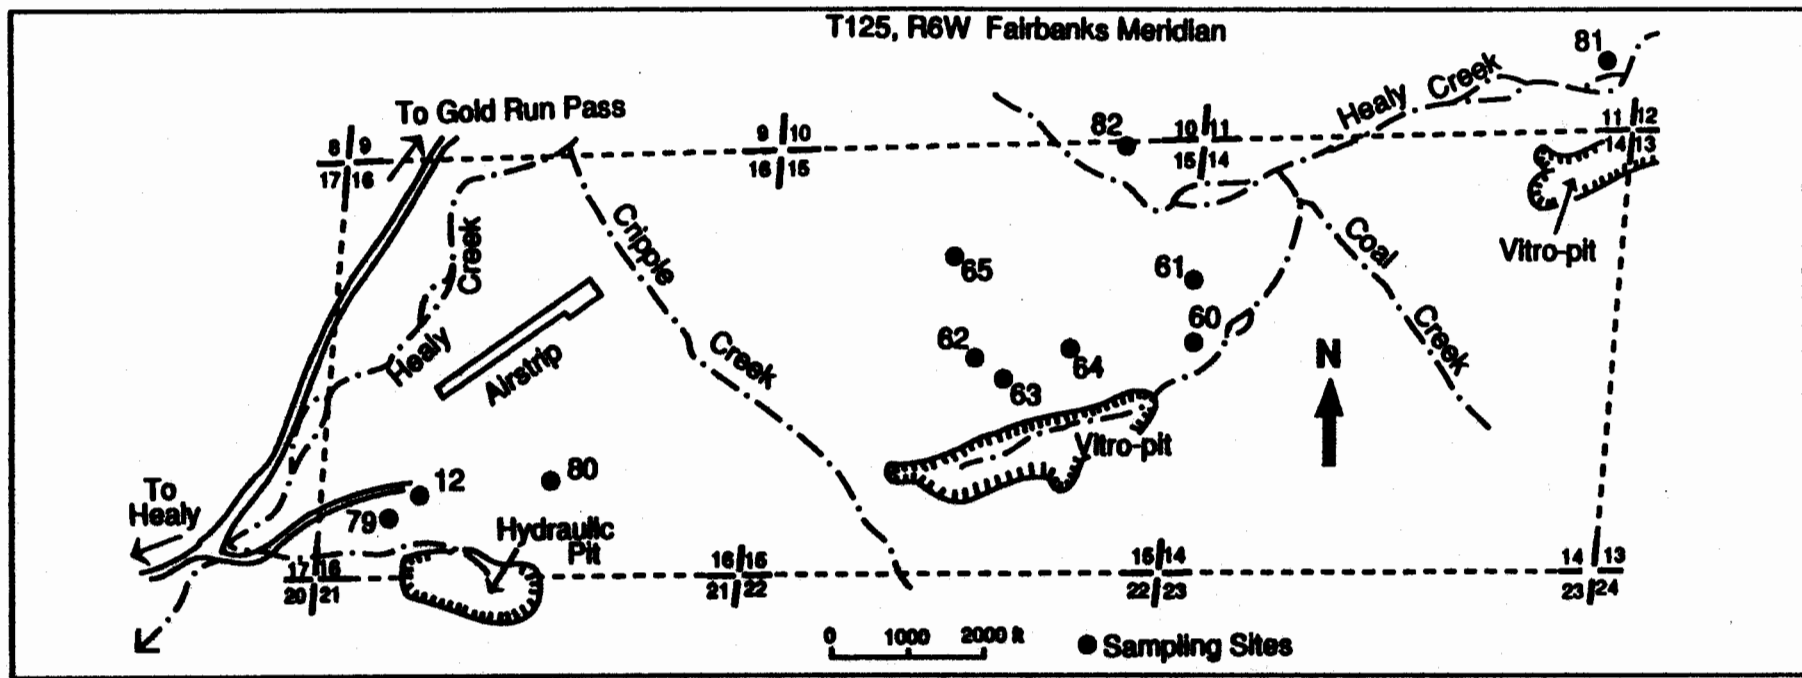 T125, R6W Fairbanks Meridian
81
To Gold Run Pass
Healy Creek
8 9
17 16
9 10
16 15
82
10 11
15 14
11 12
14 13
Vitro-pit
Creek
Healy
Cripple
Creek
Coal
Creek
65
61
60
62
63
64
N
Airstrip
Vitro-pit
To
Healy
12
80
79
Hydraulic
Pit
17 16
20 21
16 15
21 22
15 14
22 23
14 13
23 24
0 1000 2000 ft
Sampling Sites